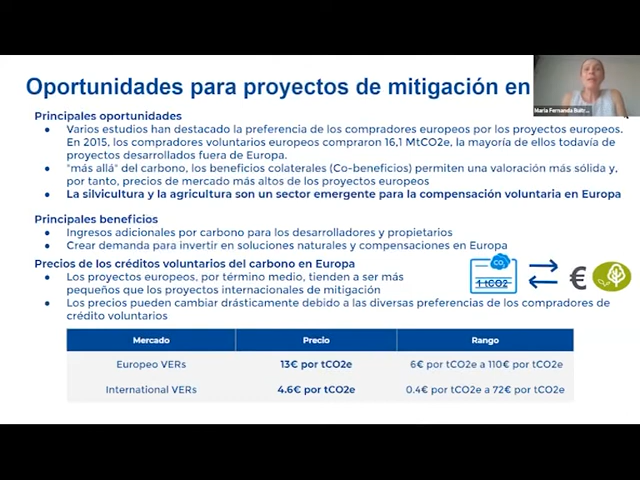 Oportunidades para proyectos de mitigación en
Maria Fernanda
Principales oportunidades
● Varios estudios han destacado la preferencia de los compradores europeos por los proyectos europeos.
En 2015, los compradores voluntarios europeos compraron 16,1 MtCO2e, la mayoría de ellos todavía de
proyectos desarrollados fuera de Europa.
● "más allá" del carbono, los beneficios colaterales (Co-beneficios) permiten una valoración más sólida y,
por tanto, precios de mercado más altos de los proyectos europeos
● La silvicultura y la agricultura son un sector emergente para la compensación voluntaria en Europa
Principales beneficios
● Ingresos adicionales por carbono para los desarrolladores y propietarios
● Crear demanda para invertir en soluciones naturales y compensaciones en Europa
Precios de los créditos voluntarios del carbono en Europa
● Los proyectos europeos, por término medio, tienden a ser más
pequeños que los proyectos internacionales de mitigación
● Los precios pueden cambiar drásticamente debido a las diversas preferencias de los compradores de
crédito voluntarios
CO₂
1 tCO2
€
CO₂
Mercado Precio Rango
Europeo VERs 13€ por tCO2e 6€ por tCO2e a 110€ por tCO2e
International VERs 4.6€ por tCO2e 0.4€ por tCO2e a 72€ por tCO2e